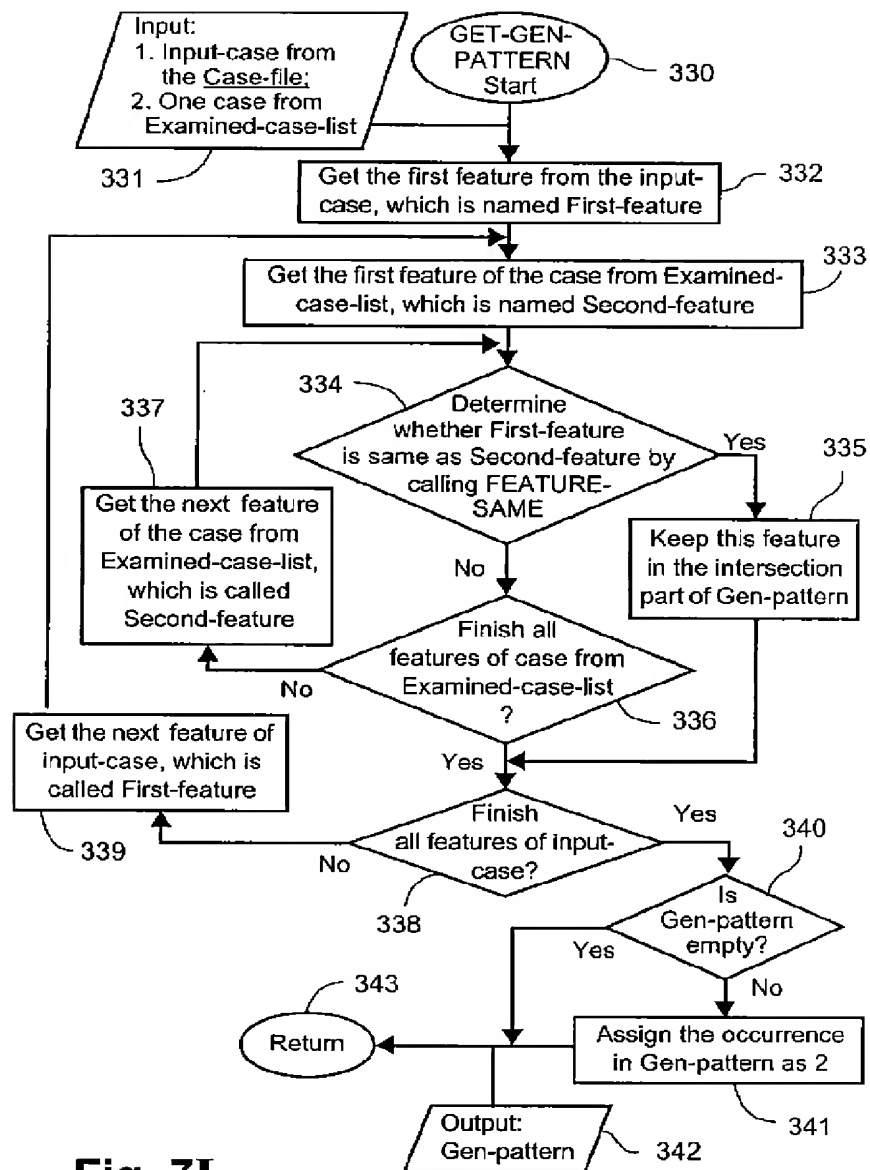 Input:
1. Input-case from
the Case-file;
2. One case from
Examined-case-list
331
GET-GEN-
PATTERN
Start
330
Get the first feature from the input-
case, which is named First-feature
332
Get the first feature of the case from Examined-
case-list, which is named Second-feature
333
334
Determine
whether First-feature
is same as Second-feature by
calling FEATURE-
SAME
Yes
No
335
Keep this feature
in the intersection
part of Gen-pattern
337
Get the next feature
of the case from
Examined-case-list,
which is called
Second-feature
Finish all
features of case from
Examined-case-list
?
336
No
Yes
Get the next feature of
input-case, which is
called First-feature
339
Finish
all features of input-
case?
338
No
Yes
340
Is
Gen-pattern
empty?
Yes
No
343
Return
Assign the occurrence
in Gen-pattern as 2
341
Output:
Gen-pattern
342